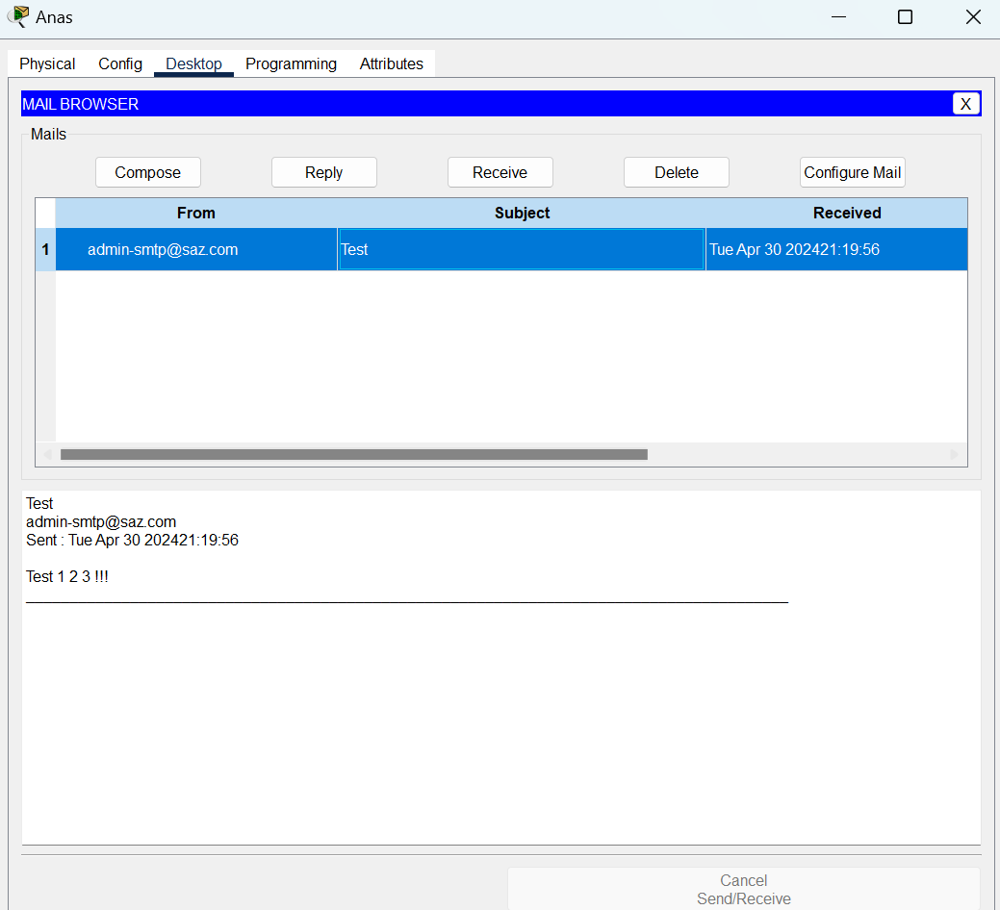 Anas
Physical Config Desktop Programming Attributes
MAIL BROWSER X
Mails
Compose Reply Receive Delete Configure Mail
From Subject Received
1 admin-smtp@saz.com Test Tue Apr 30 202421:19:56
Test
admin-smtp@saz.com
Sent : Tue Apr 30 202421:19:56
Test 1 2 3 !!!
Cancel
Send/Receive